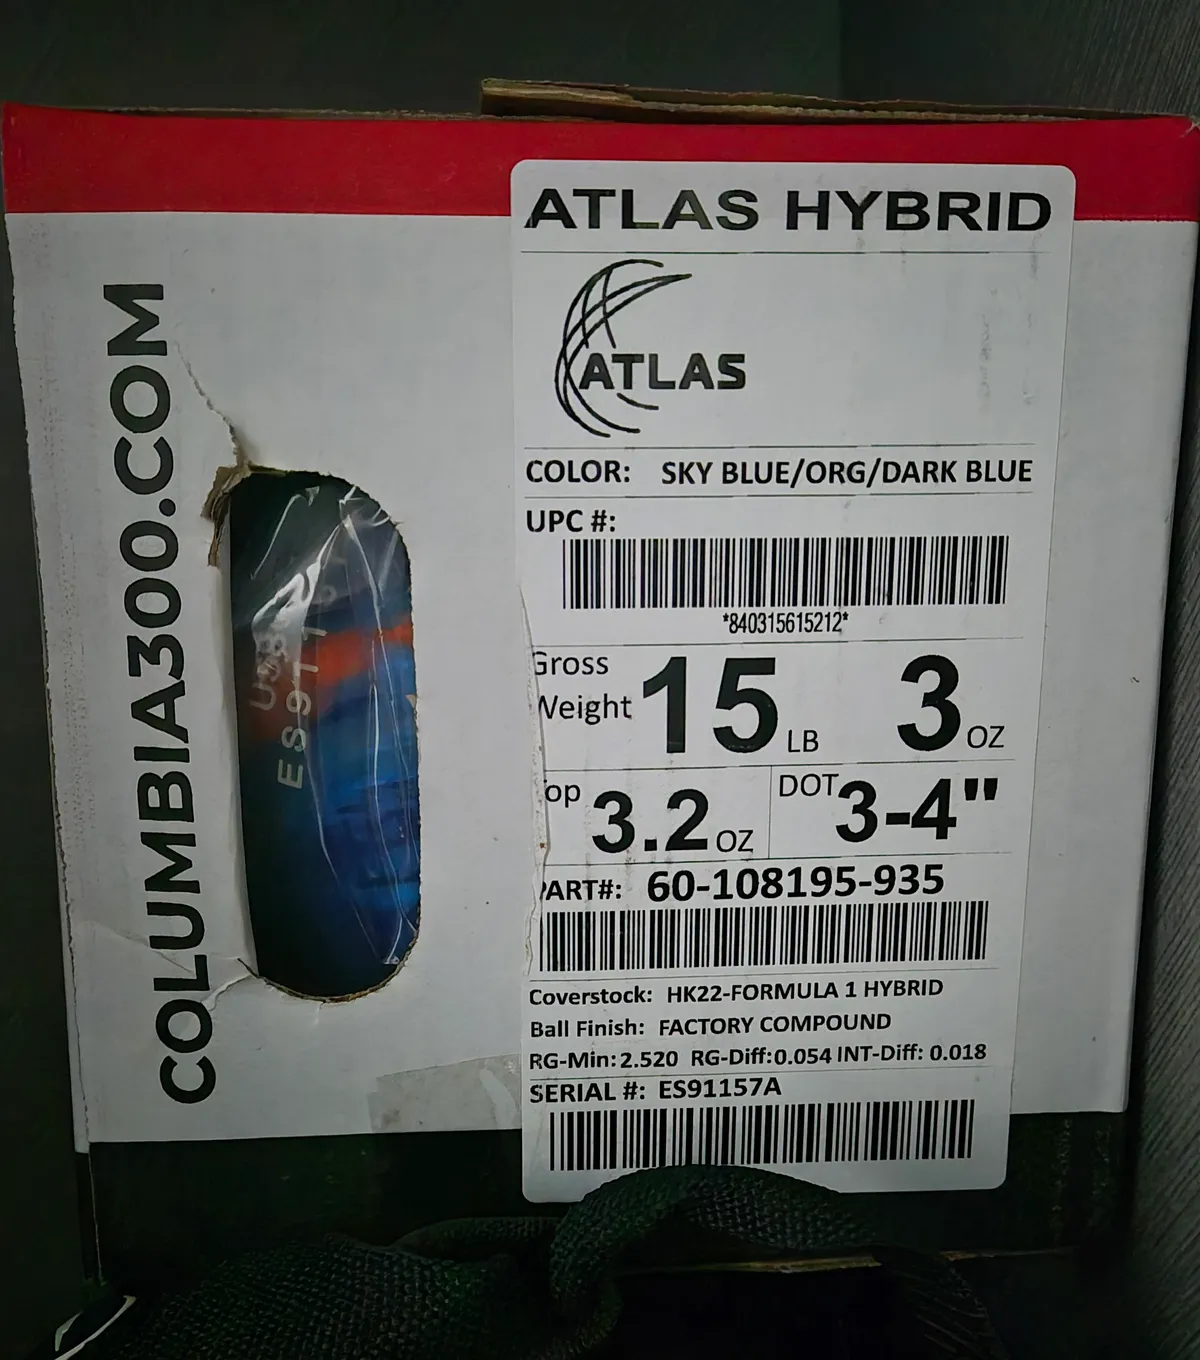 COLUMBIA300.COM
ATLAS HYBRID
ATLAS
COLOR: SKY BLUE/ORG/DARK BLUE
UPC #:
*840315615212*
Gross
Weight 15 LB 3 OZ
op 3.2 OZ DOT 3-4"
ART#: 60-108195-935
Coverstock: HK22-FORMULA 1 HYBRID
Ball Finish: FACTORY COMPOUND
RG-Min: 2.520 RG-Diff:0.054 INT-Diff: 0.018
SERIAL #: ES91157A